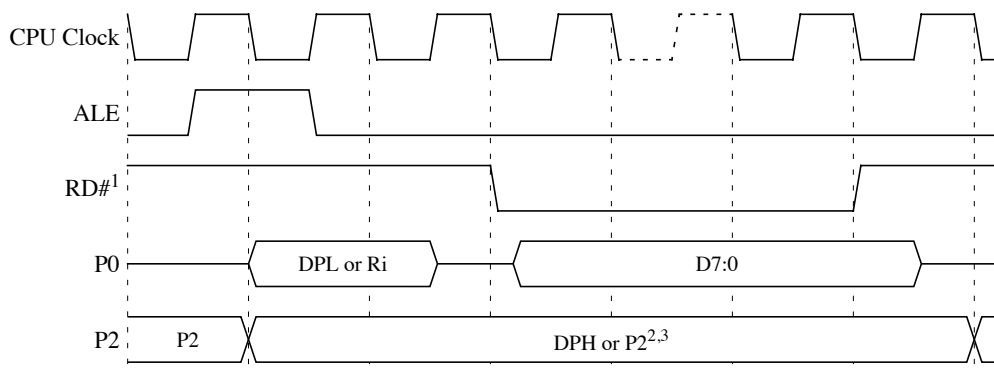 CPU Clock
ALE
RD#¹
P0 DPL or Ri D7:0
P2 P2 DPH or P2²,³